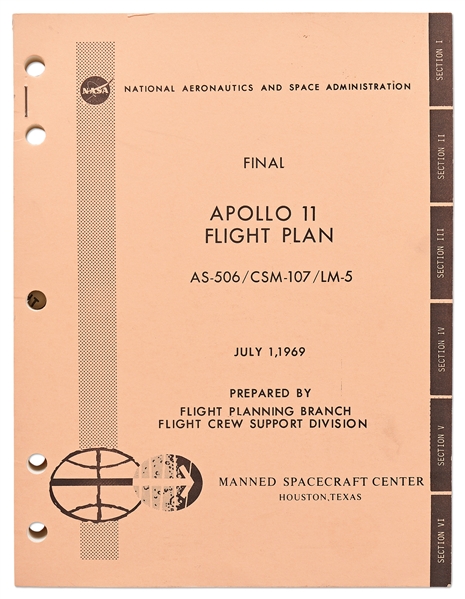 NASA
NATIONAL AERONAUTICS AND SPACE ADMINISTRATION
FINAL
APOLLO 11
FLIGHT PLAN
AS-506/CSM-107/LM-5
JULY 1,1969
PREPARED BY
FLIGHT PLANNING BRANCH
FLIGHT CREW SUPPORT DIVISION
MANNED SPACECRAFT CENTER
HOUSTON,TEXAS
SECTION I
SECTION II
SECTION III
SECTION IV
SECTION V
SECTION VI